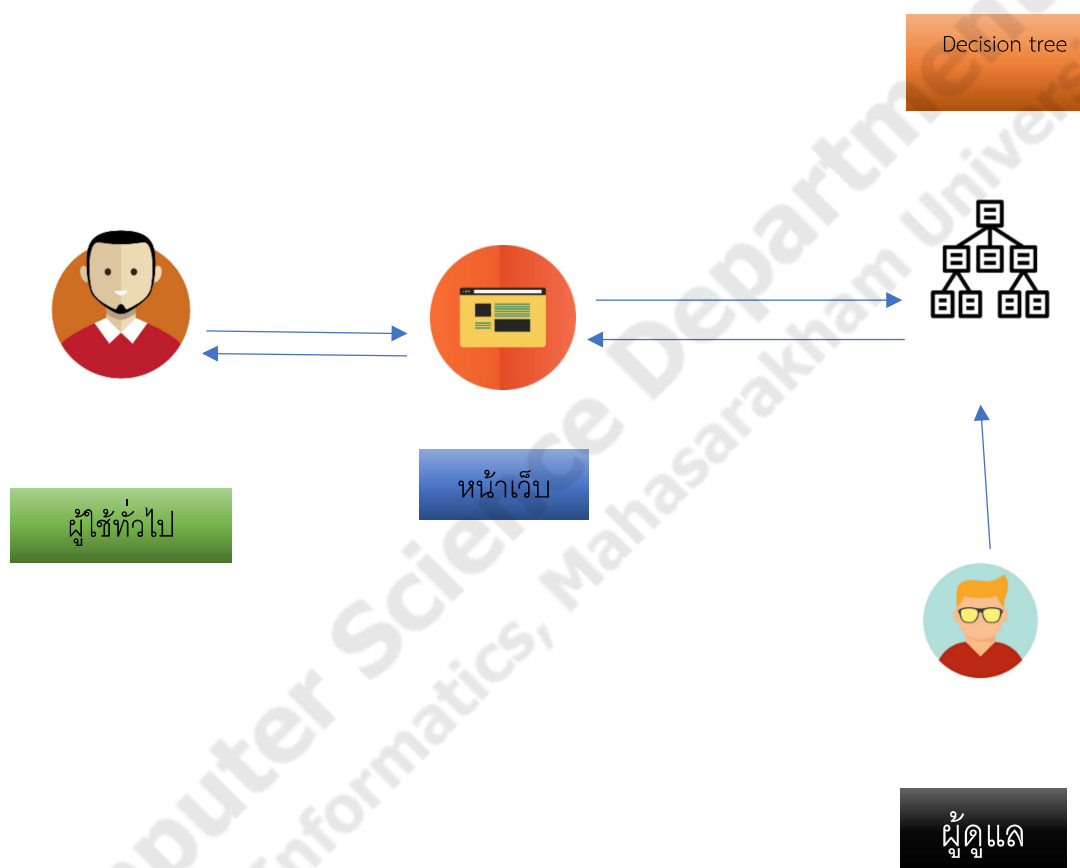 Decision tree
หน้าเว็บ
ผู้ใช้ทั่วไป
ผู้ดูแล
Computer Science Department
Informatics, Mahasarakham Universi